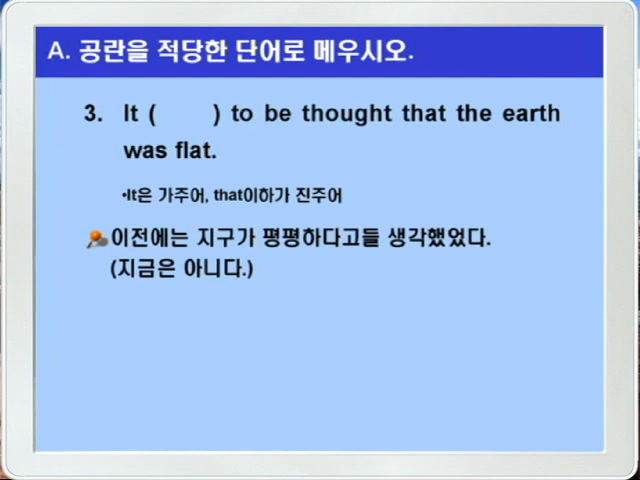 A. 공란을 적당한 단어로 메우시오.
3. It ( ) to be thought that the earth
was flat.
•It은 가주어, that이하가 진주어
이전에는 지구가 평평하다고들 생각했었다.
(지금은 아니다.)